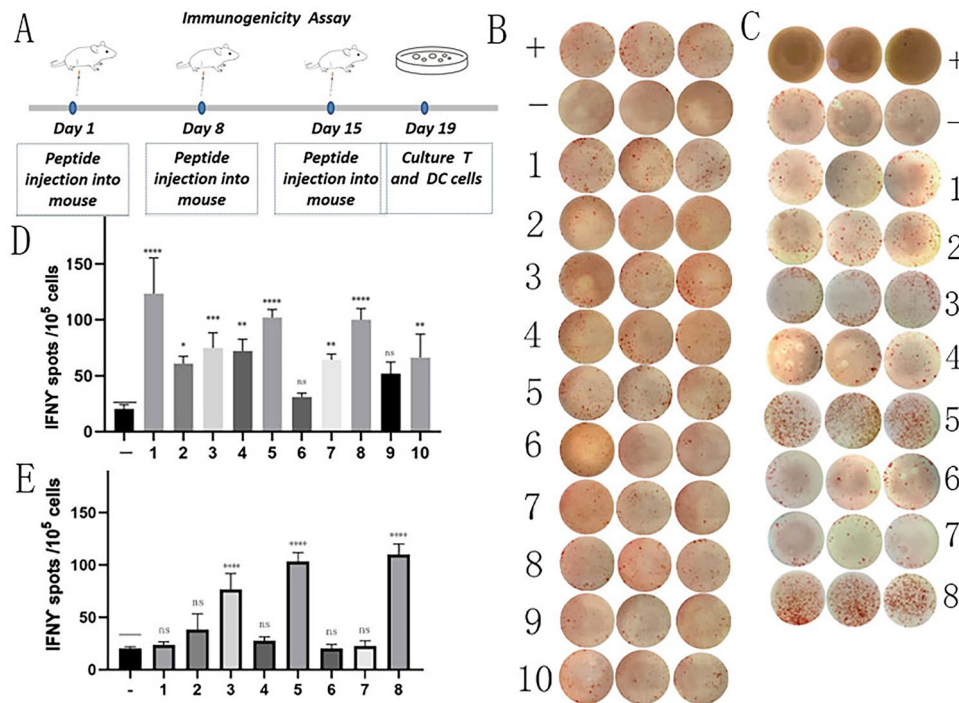 A
Immunogenicity Assay
Day 1
Day 8
Day 15
Day 19
Peptide
injection into
mouse
Peptide
injection into
mouse
Peptide
injection into
mouse
Culture T
and DC cells
B
+
−
1
2
3
4
5
6
7
8
9
10
C
+
−
1
2
3
4
5
6
7
8
D
IFNY spots /10⁵ cells
150
100
50
0
****
*
***
**
****
ns
**
****
ns
**
− 1 2 3 4 5 6 7 8 9 10
E
IFNY spots /10⁵ cells
150
100
50
0
ns
ns
****
ns
****
ns
ns
****
- 1 2 3 4 5 6 7 8